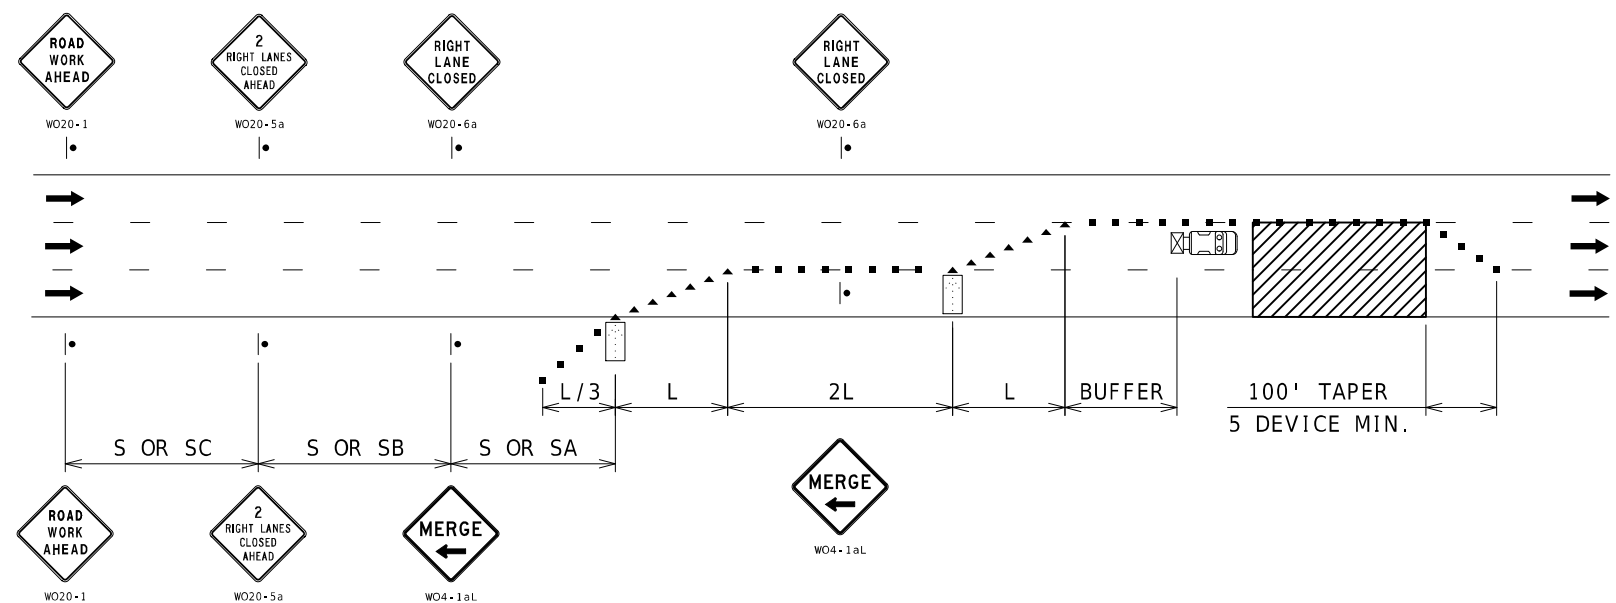 ROAD
WORK
AHEAD
WO20-1
2
RIGHT LANES
CLOSED
AHEAD
WO20-5a
RIGHT
LANE
CLOSED
WO20-6a
RIGHT
LANE
CLOSED
WO20-6a
L/3
L
2L
L
BUFFER
100' TAPER
5 DEVICE MIN.
S OR SC
S OR SB
S OR SA
ROAD
WORK
AHEAD
WO20-1
2
RIGHT LANES
CLOSED
AHEAD
WO20-5a
MERGE
WO4-1aL
MERGE
WO4-1aL